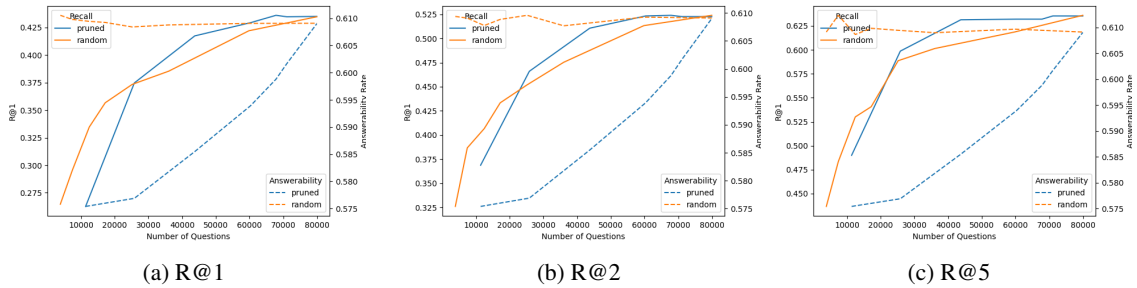 Recall
pruned
random
0.425
0.400
0.375
0.350
0.325
0.300
0.275
R@1
0.610
0.605
0.600
0.595
0.590
0.585
0.580
0.575
Answerability Rate
Answerability
pruned
random
10000 20000 30000 40000 50000 60000 70000 80000
Number of Questions
(a) R@1
Recall
pruned
random
0.525
0.500
0.475
0.450
0.425
0.400
0.375
0.350
0.325
R@1
0.610
0.605
0.600
0.595
0.590
0.585
0.580
0.575
Answerability Rate
Answerability
pruned
random
10000 20000 30000 40000 50000 60000 70000 80000
Number of Questions
(b) R@2
Recall
pruned
random
0.625
0.600
0.575
0.550
0.525
0.500
0.475
0.450
R@1
0.610
0.605
0.600
0.595
0.590
0.585
0.580
0.575
Answerability Rate
Answerability
pruned
random
10000 20000 30000 40000 50000 60000 70000 80000
Number of Questions
(c) R@5